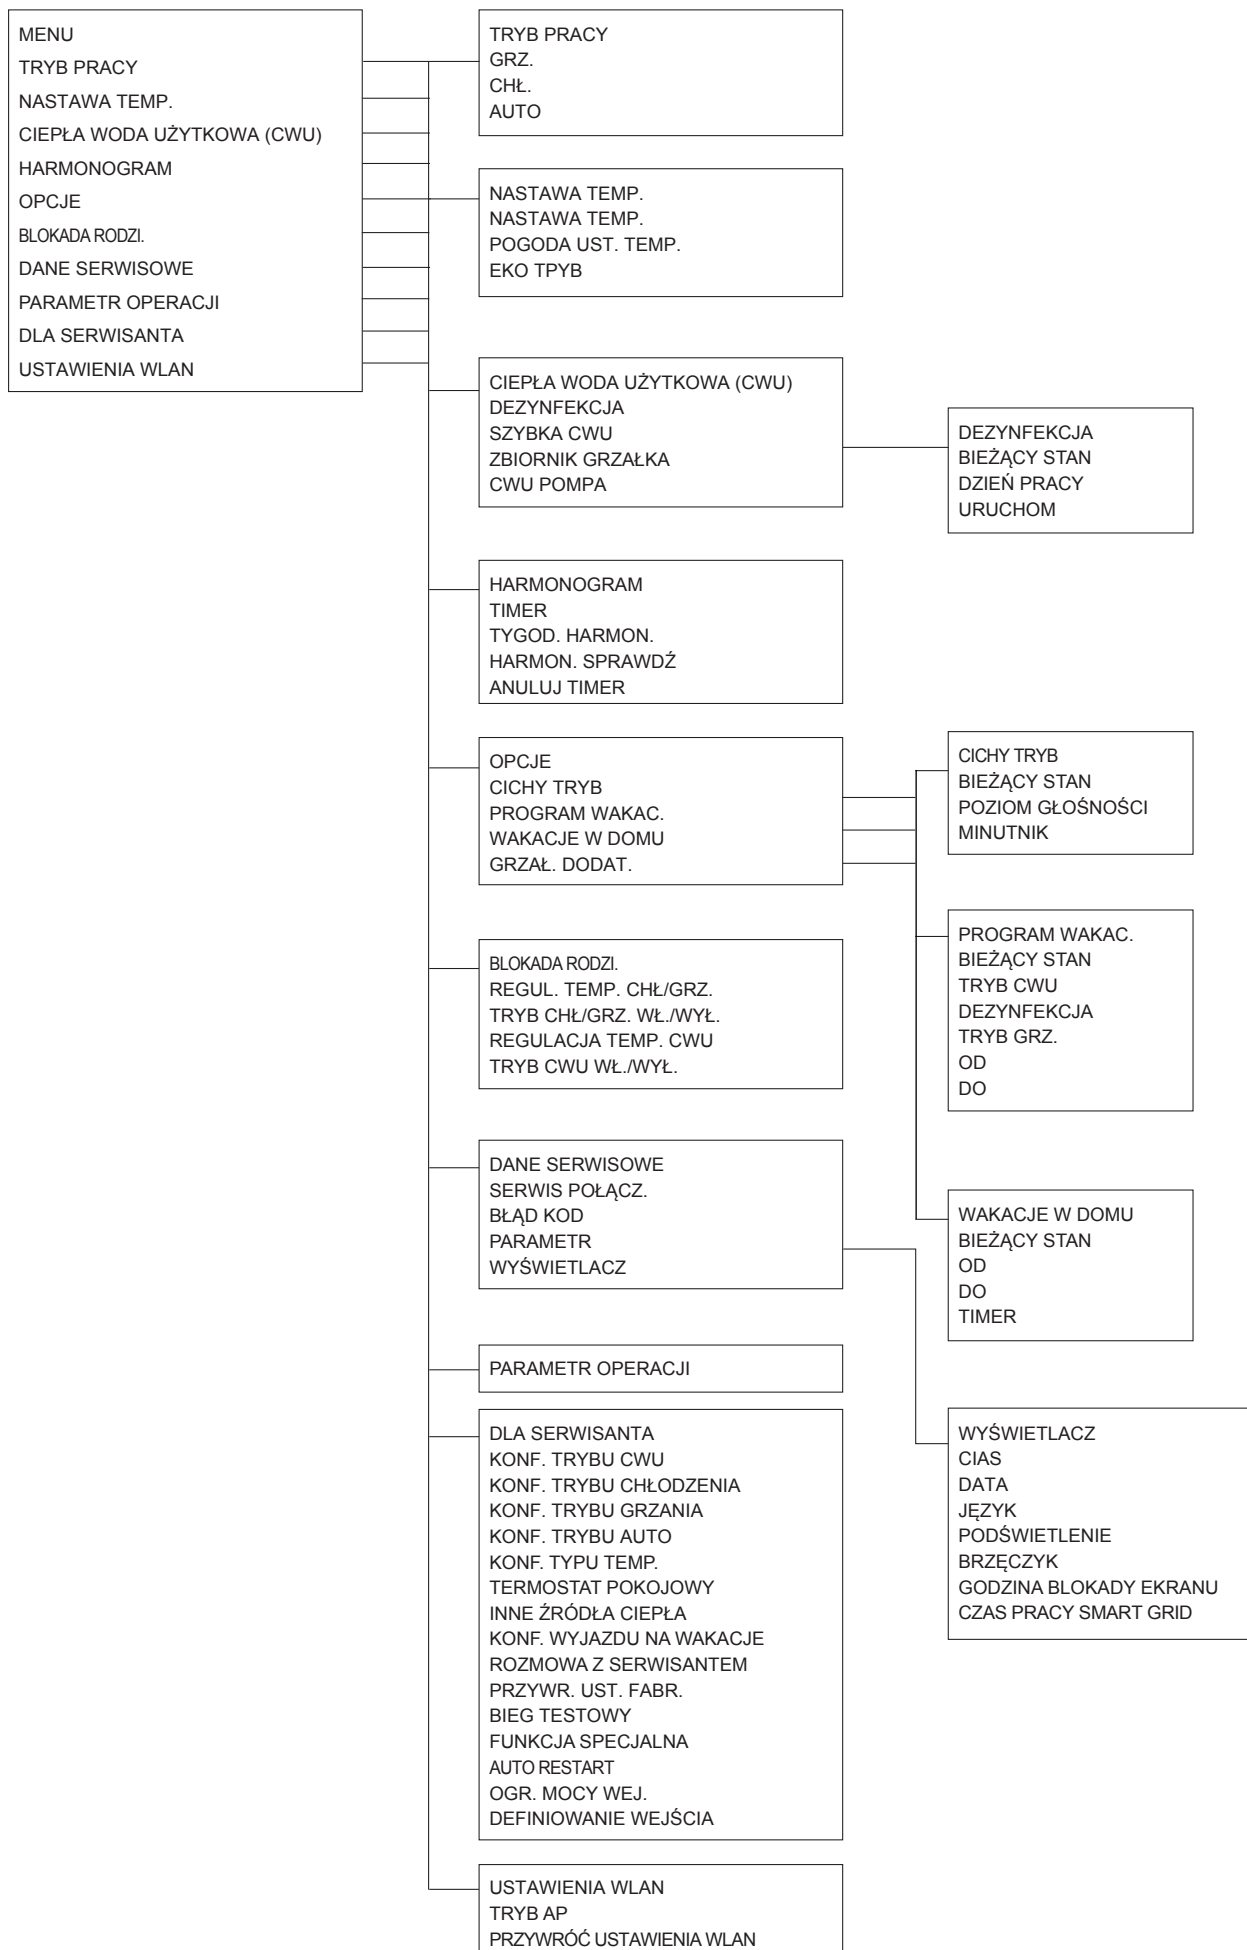 MENU
TRYB PRACY
NASTAWA TEMP.
CIEPŁA WODA UŻYTKOWA (CWU)
HARMONOGRAM
OPCJE
BLOKADA RODZI.
DANE SERWISOWE
PARAMETR OPERACJI
DLA SERWISANTA
USTAWIENIA WLAN
TRYB PRACY
GRZ.
CHŁ.
AUTO
NASTAWA TEMP.
NASTAWA TEMP.
POGODA UST. TEMP.
EKO TPYB
CIEPŁA WODA UŻYTKOWA (CWU)
DEZYNFEKCJA
SZYBKA CWU
ZBIORNIK GRZAŁKA
CWU POMPA
DEZYNFEKCJA
BIEŻĄCY STAN
DZIEŃ PRACY
URUCHOM
HARMONOGRAM
TIMER
TYGOD. HARMON.
HARMON. SPRAWDŹ
ANULUJ TIMER
OPCJE
CICHY TRYB
PROGRAM WAKAC.
WAKACJE W DOMU
GRZAŁ. DODAT.
CICHY TRYB
BIEŻĄCY STAN
POZIOM GŁOŚNOŚCI
MINUTNIK
PROGRAM WAKAC.
BIEŻĄCY STAN
TRYB CWU
DEZYNFEKCJA
TRYB GRZ.
OD
DO
WAKACJE W DOMU
BIEŻĄCY STAN
OD
DO
TIMER
BLOKADA RODZI.
REGUL. TEMP. CHŁ/GRZ.
TRYB CHŁ/GRZ. WŁ./WYŁ.
REGULACJA TEMP. CWU
TRYB CWU WŁ./WYŁ.
DANE SERWISOWE
SERWIS POŁĄCZ.
BŁĄD KOD
PARAMETR
WYŚWIETLACZ
WYŚWIETLACZ
CIAS
DATA
JĘZYK
PODŚWIETLENIE
BRZĘCZYK
GODZINA BLOKADY EKRANU
CZAS PRACY SMART GRID
PARAMETR OPERACJI
DLA SERWISANTA
KONF. TRYBU CWU
KONF. TRYBU CHŁODZENIA
KONF. TRYBU GRZANIA
KONF. TRYBU AUTO
KONF. TYPU TEMP.
TERMOSTAT POKOJOWY
INNE ŹRÓDŁA CIEPŁA
KONF. WYJAZDU NA WAKACJE
ROZMOWA Z SERWISANTEM
PRZYWR. UST. FABR.
BIEG TESTOWY
FUNKCJA SPECJALNA
AUTO RESTART
OGR. MOCY WEJ.
DEFINIOWANIE WEJŚCIA
USTAWIENIA WLAN
TRYB AP
PRZYWRÓĆ USTAWIENIA WLAN